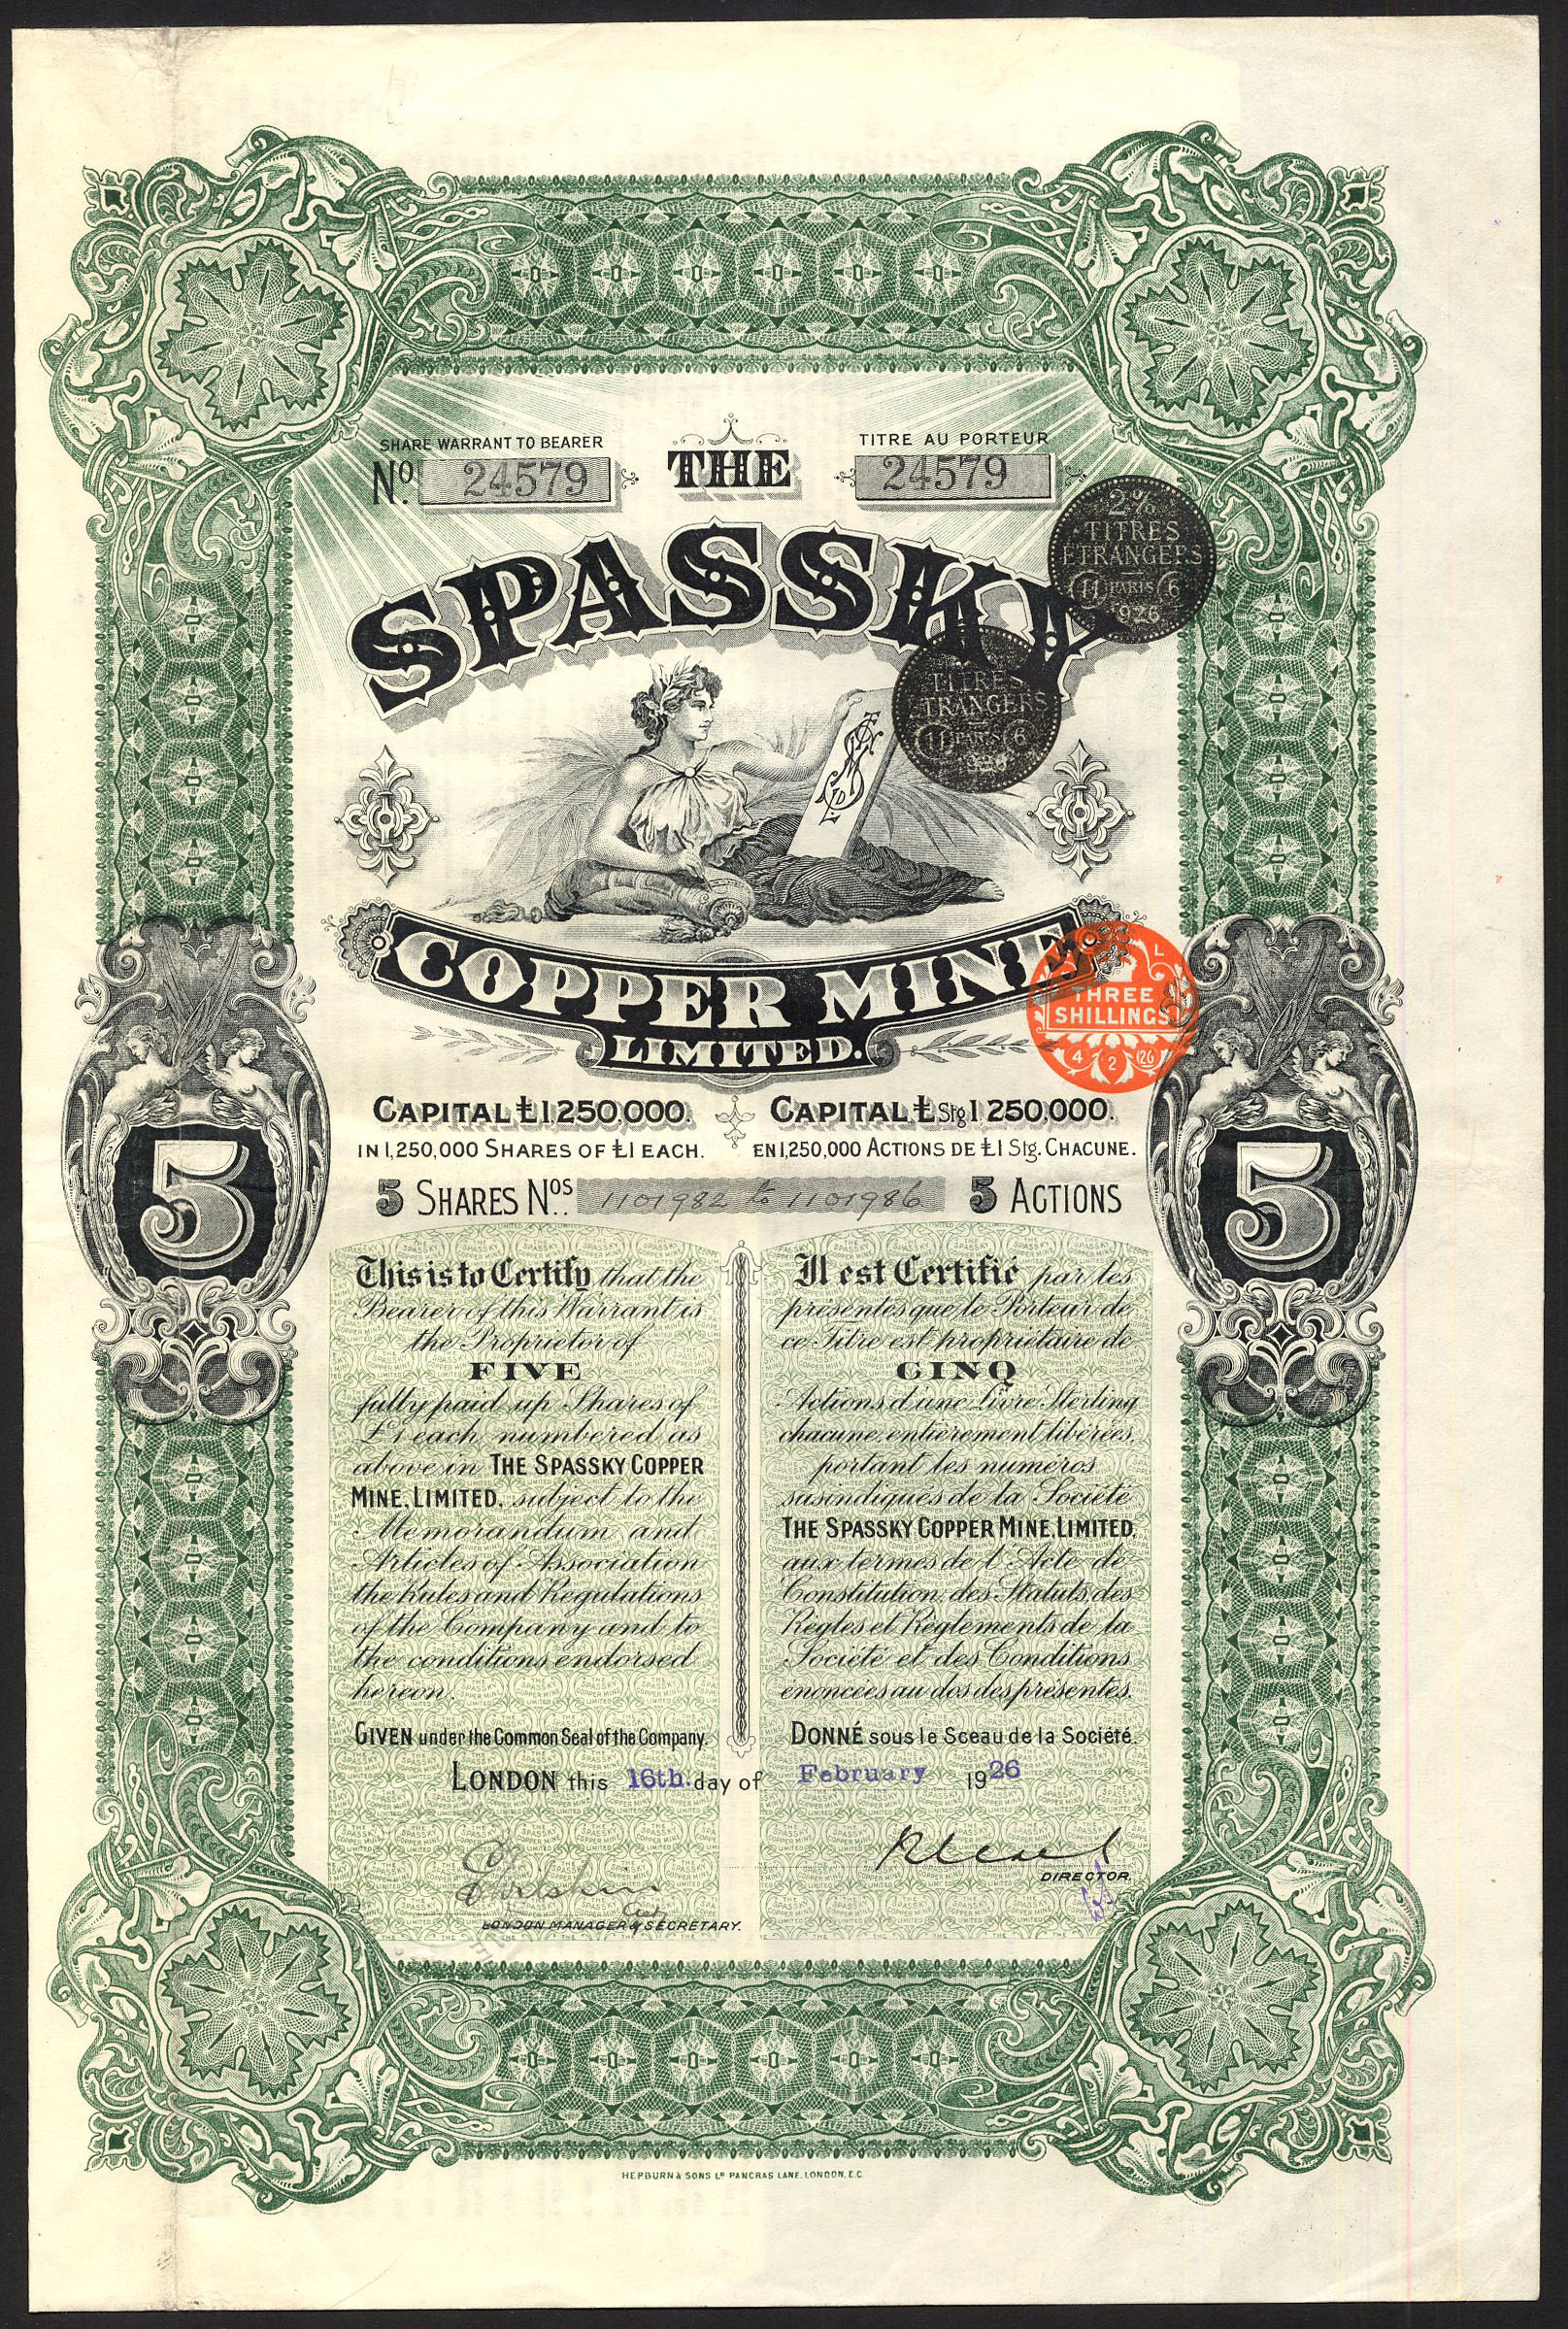 SHARE WARRANT TO BEARER
Nº. 24579
THE
TITRE AU PORTEUR
24579
2%
TITRES
ETRANGERS
11 PARIS 6
1926
SPASSKY
TITRES
ETRANGERS
11 PARIS 6
COPPER MINE
LIMITED.
THREE
SHILLINGS
4 2 26
CAPITAL £1,250,000.
IN 1,250,000 SHARES OF £1 EACH.
CAPITAL £ Stg 1,250,000.
EN 1,250,000 ACTIONS DE £1 Stg. CHACUNE.
5 SHARES Nos. 1101982 to 1101986 5 ACTIONS
5
5
This is to Certify that the
Bearer of this Warrant is
the Proprietor of
FIVE
fully paid up Shares of
£1 each numbered as
above in THE SPASSKY COPPER
MINE, LIMITED, subject to the
Memorandum and
Articles of Association
the Rules and Regulations
of the Company and to
the conditions endorsed
hereon.
GIVEN under the Common Seal of the Company.
Il est Certifié par les
présentes que le Porteur de
ce Titre est propriétaire de
CINQ
Actions d'une Livre Sterling
chacune, entièrement libérées,
portant les numéros
susindiqués de la Société
THE SPASSKY COPPER MINE, LIMITED,
aux termes de l'Acte de
Constitution, des Statuts, des
Règles et Règlements de la
Société et des Conditions
énoncées au dos des présentes.
DONNÉ sous le Sceau de la Société.
LONDON this 16th. day of February 1926
DIRECTOR.
LONDON MANAGER & SECRETARY.
HEPBURN & SONS Ld PANCRAS LANE, LONDON, E.C.